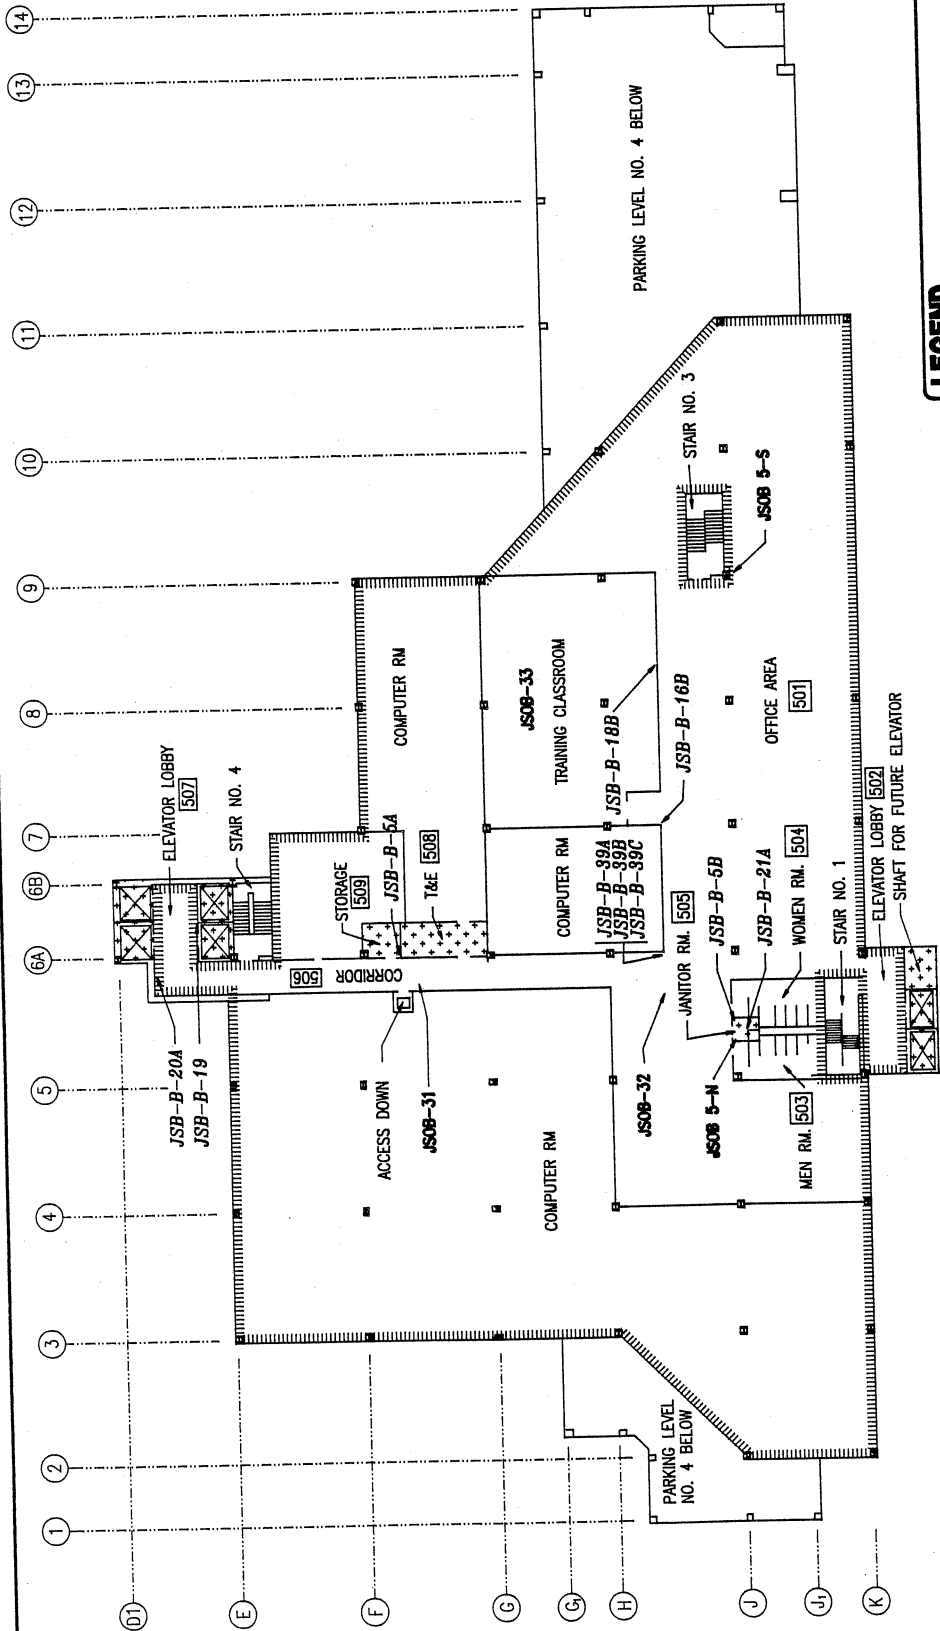 14
13
12
11
10
9
8
7
6B
6A
5
4
3
2
1
D1
E
F
G
G1
H
J
J1
K
ELEVATOR LOBBY
507
STAIR NO. 4
JSB-B-20A
JSB-B-19
STORAGE
509
JSB-B-5A
T&E 508
CORRIDOR
506
ACCESS DOWN
JSOB-31
COMPUTER RM
COMPUTER RM
COMPUTER RM
JSOB-33
TRAINING CLASSROOM
JSB-B-18B
JSB-B-39A
JSB-B-39B
JSB-B-39C
JSB-B-16B
JSOB-32
JANITOR RM. 505
JSB-B-5B
JSB-B-21A
JSOB 5-N
WOMEN RM. 504
MEN RM. 503
STAIR NO. 1
ELEVATOR LOBBY 502
SHAFT FOR FUTURE ELEVATOR
OFFICE AREA
501
STAIR NO. 3
JSOB 5-S
PARKING LEVEL NO. 4 BELOW
PARKING LEVEL
NO. 4 BELOW
LEGEND